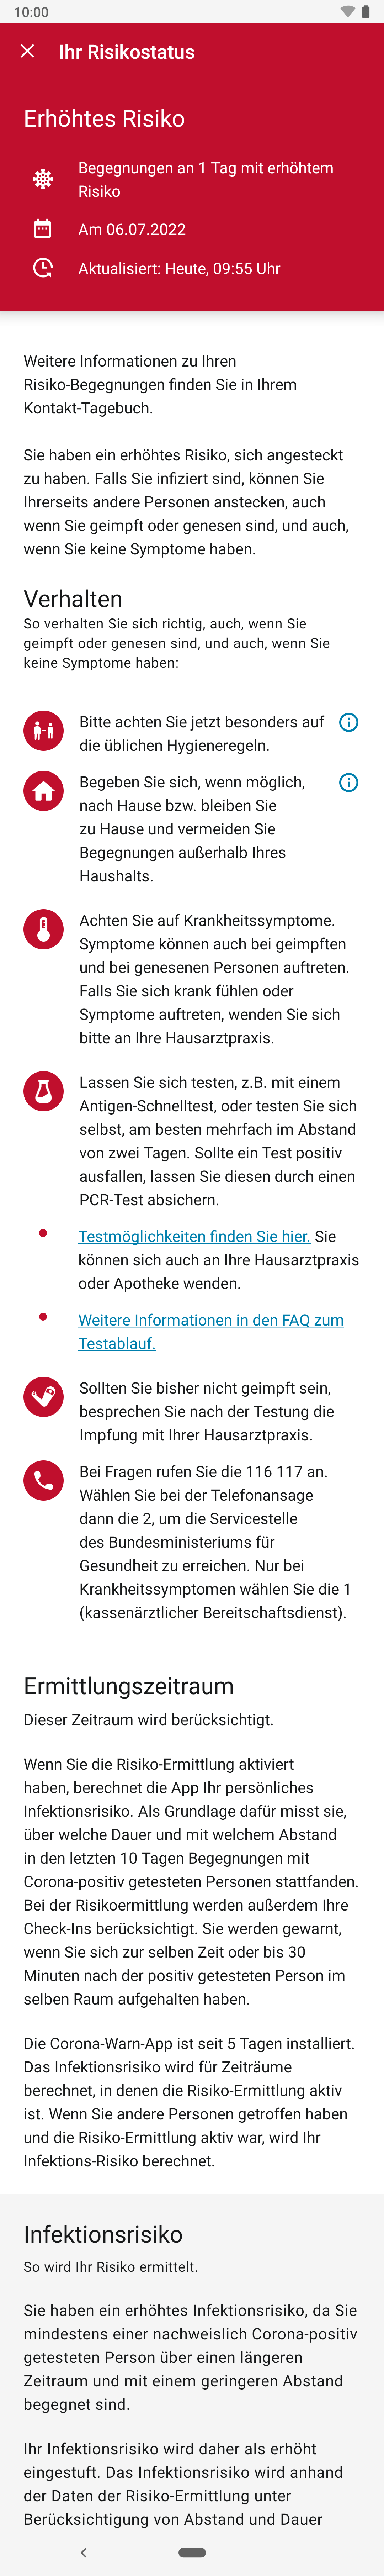 10:00
Ihr Risikostatus
Erhöhtes Risiko
Begegnungen an 1 Tag mit erhöhtem
Risiko
Am 06.07.2022
Aktualisiert: Heute, 09:55 Uhr
Weitere Informationen zu Ihren
Risiko-Begegnungen finden Sie in Ihrem
Kontakt-Tagebuch.
Sie haben ein erhöhtes Risiko, sich angesteckt
zu haben. Falls Sie infiziert sind, können Sie
Ihrerseits andere Personen anstecken, auch
wenn Sie geimpft oder genesen sind, und auch,
wenn Sie keine Symptome haben.
Verhalten
So verhalten Sie sich richtig, auch, wenn Sie
geimpft oder genesen sind, und auch, wenn Sie
keine Symptome haben:
Bitte achten Sie jetzt besonders auf
die üblichen Hygieneregeln.
Begeben Sie sich, wenn möglich,
nach Hause bzw. bleiben Sie
zu Hause und vermeiden Sie
Begegnungen außerhalb Ihres
Haushalts.
Achten Sie auf Krankheitssymptome.
Symptome können auch bei geimpften
und bei genesenen Personen auftreten.
Falls Sie sich krank fühlen oder
Symptome auftreten, wenden Sie sich
bitte an Ihre Hausarztpraxis.
Lassen Sie sich testen, z.B. mit einem
Antigen-Schnelltest, oder testen Sie sich
selbst, am besten mehrfach im Abstand
von zwei Tagen. Sollte ein Test positiv
ausfallen, lassen Sie diesen durch einen
PCR-Test absichern.
Testmöglichkeiten finden Sie hier. Sie
können sich auch an Ihre Hausarztpraxis
oder Apotheke wenden.
Weitere Informationen in den FAQ zum
Testablauf.
Sollten Sie bisher nicht geimpft sein,
besprechen Sie nach der Testung die
Impfung mit Ihrer Hausarztpraxis.
Bei Fragen rufen Sie die 116 117 an.
Wählen Sie bei der Telefonansage
dann die 2, um die Servicestelle
des Bundesministeriums für
Gesundheit zu erreichen. Nur bei
Krankheitssymptomen wählen Sie die 1
(kassenärztlicher Bereitschaftsdienst).
Ermittlungszeitraum
Dieser Zeitraum wird berücksichtigt.
Wenn Sie die Risiko-Ermittlung aktiviert
haben, berechnet die App Ihr persönliches
Infektionsrisiko. Als Grundlage dafür misst sie,
über welche Dauer und mit welchem Abstand
in den letzten 10 Tagen Begegnungen mit
Corona-positiv getesteten Personen stattfanden.
Bei der Risikoermittlung werden außerdem Ihre
Check-Ins berücksichtigt. Sie werden gewarnt,
wenn Sie sich zur selben Zeit oder bis 30
Minuten nach der positiv getesteten Person im
selben Raum aufgehalten haben.
Die Corona-Warn-App ist seit 5 Tagen installiert.
Das Infektionsrisiko wird für Zeiträume
berechnet, in denen die Risiko-Ermittlung aktiv
ist. Wenn Sie andere Personen getroffen haben
und die Risiko-Ermittlung aktiv war, wird Ihr
Infektions-Risiko berechnet.
Infektionsrisiko
So wird Ihr Risiko ermittelt.
Sie haben ein erhöhtes Infektionsrisiko, da Sie
mindestens einer nachweislich Corona-positiv
getesteten Person über einen längeren
Zeitraum und mit einem geringeren Abstand
begegnet sind.
Ihr Infektionsrisiko wird daher als erhöht
eingestuft. Das Infektionsrisiko wird anhand
der Daten der Risiko-Ermittlung unter
Berücksichtigung von Abstand und Dauer